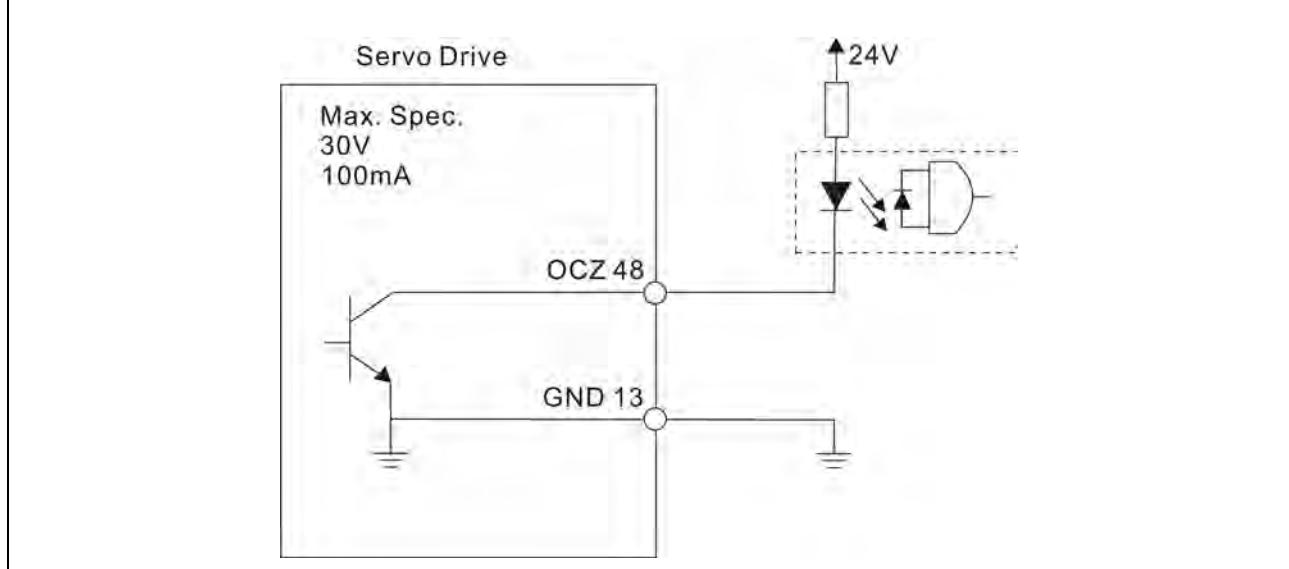 Servo Drive
24V
Max. Spec.
30V
100mA
OCZ 48
GND 13